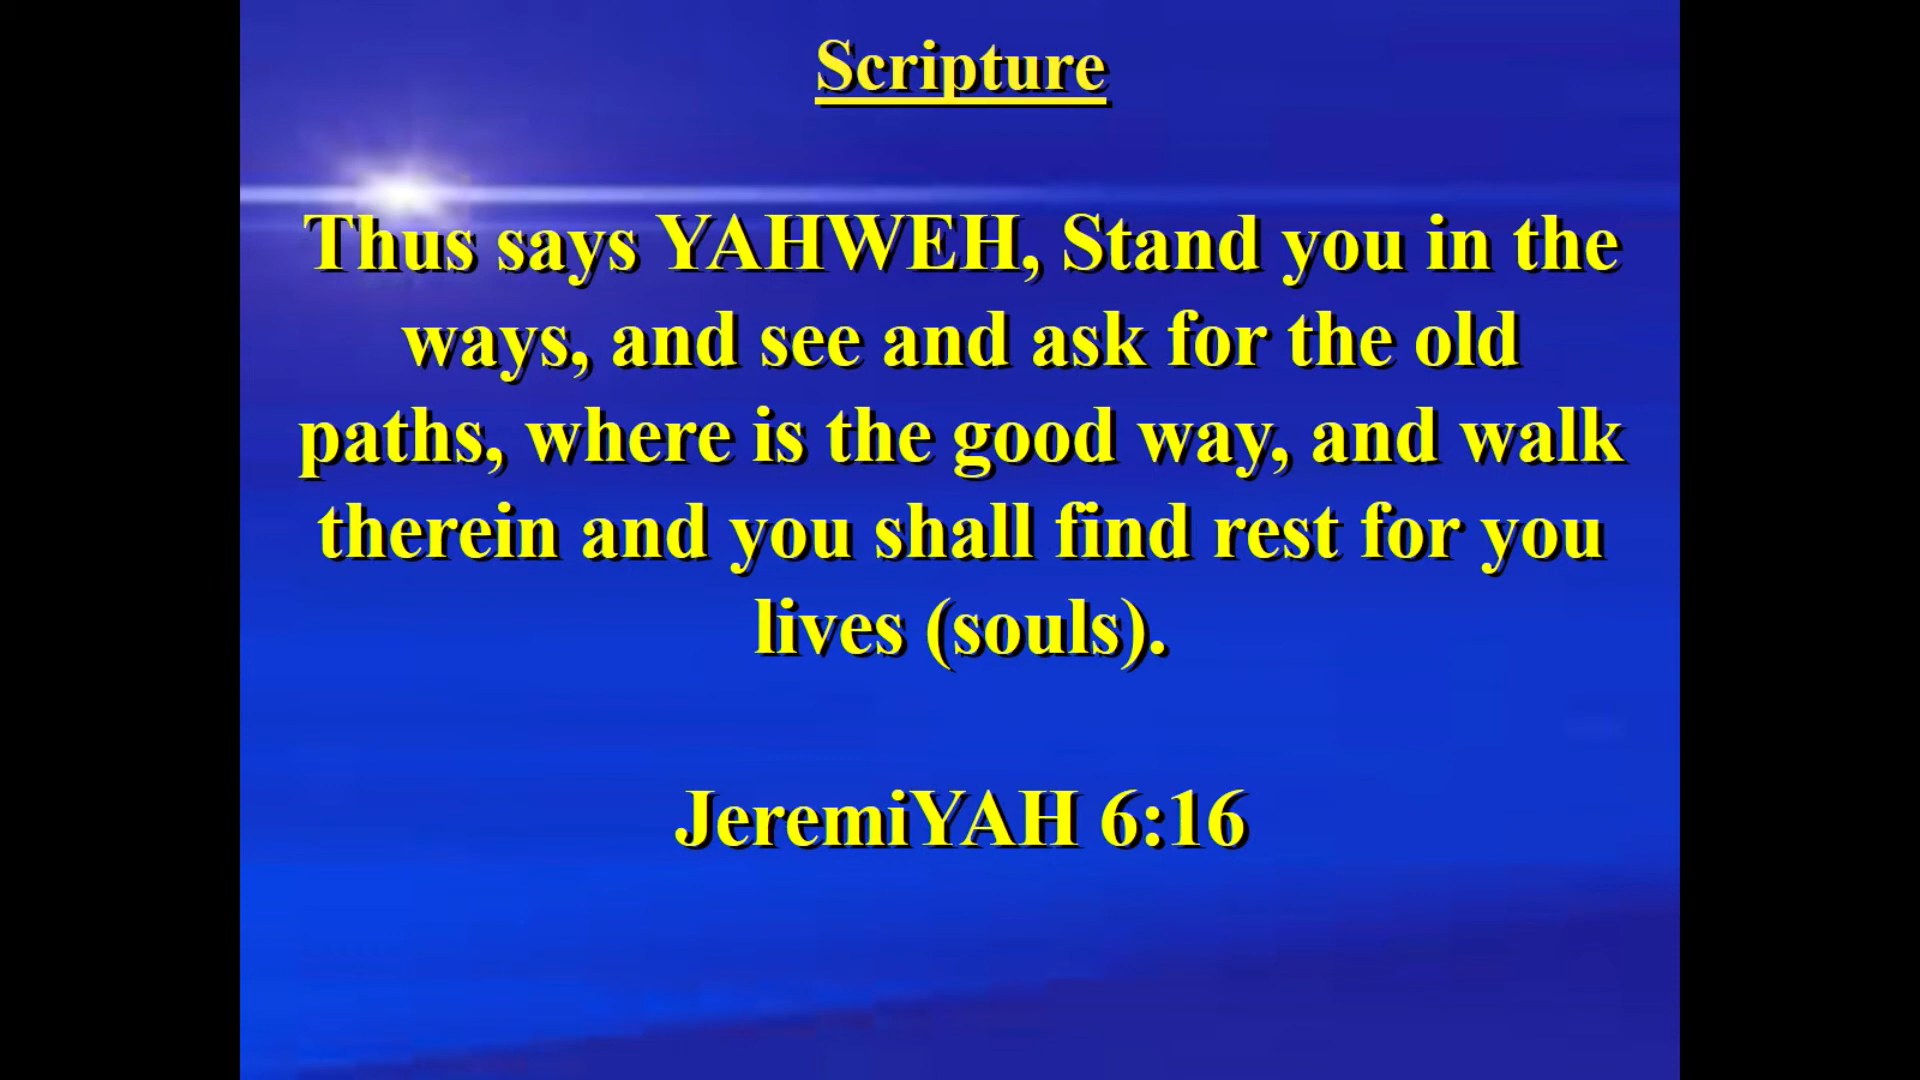 Scripture
Thus says YAHWEH, Stand you in the
ways, and see and ask for the old
paths, where is the good way, and walk
therein and you shall find rest for you
lives (souls).
JeremiYAH 6:16